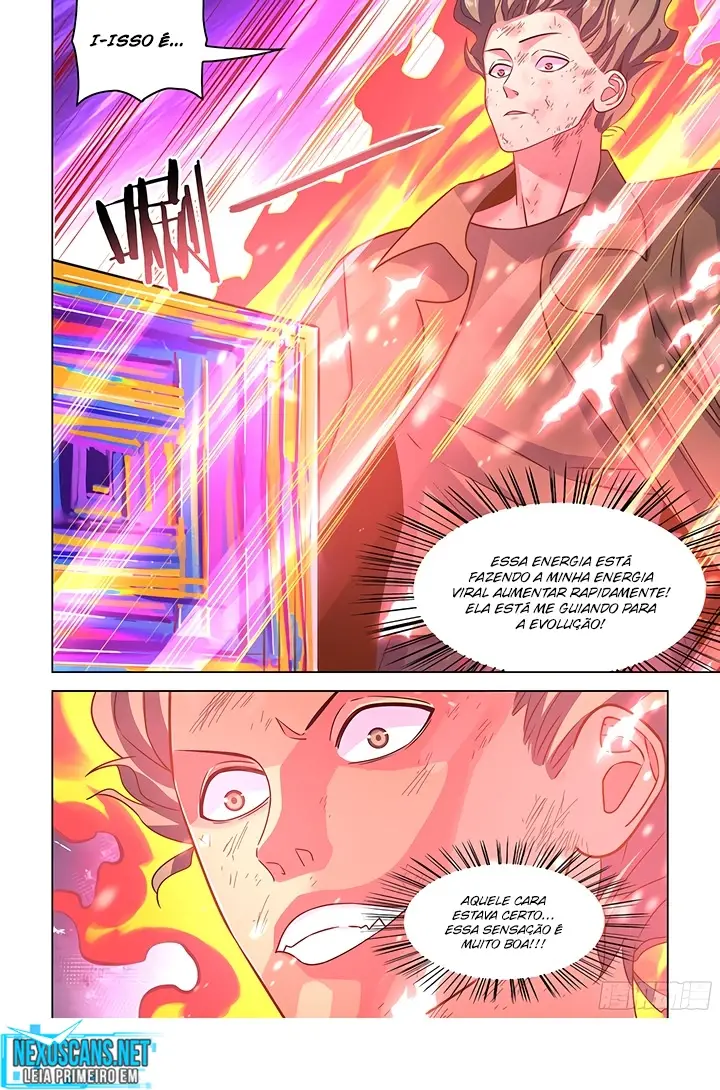 I-ISSO É...
ESSA ENERGIA ESTÁ
FAZENDO A MINHA ENERGIA
VIRAL AUMENTAR RAPIDAMENTE!
ELA ESTÁ ME GUIANDO PARA
A EVOLUÇÃO!
AQUELE CARA
ESTAVA CERTO...
ESSA SENSAÇÃO É
MUITO BOA!!!
NEXUSCANS.NET
LEIA PRIMEIRO EM